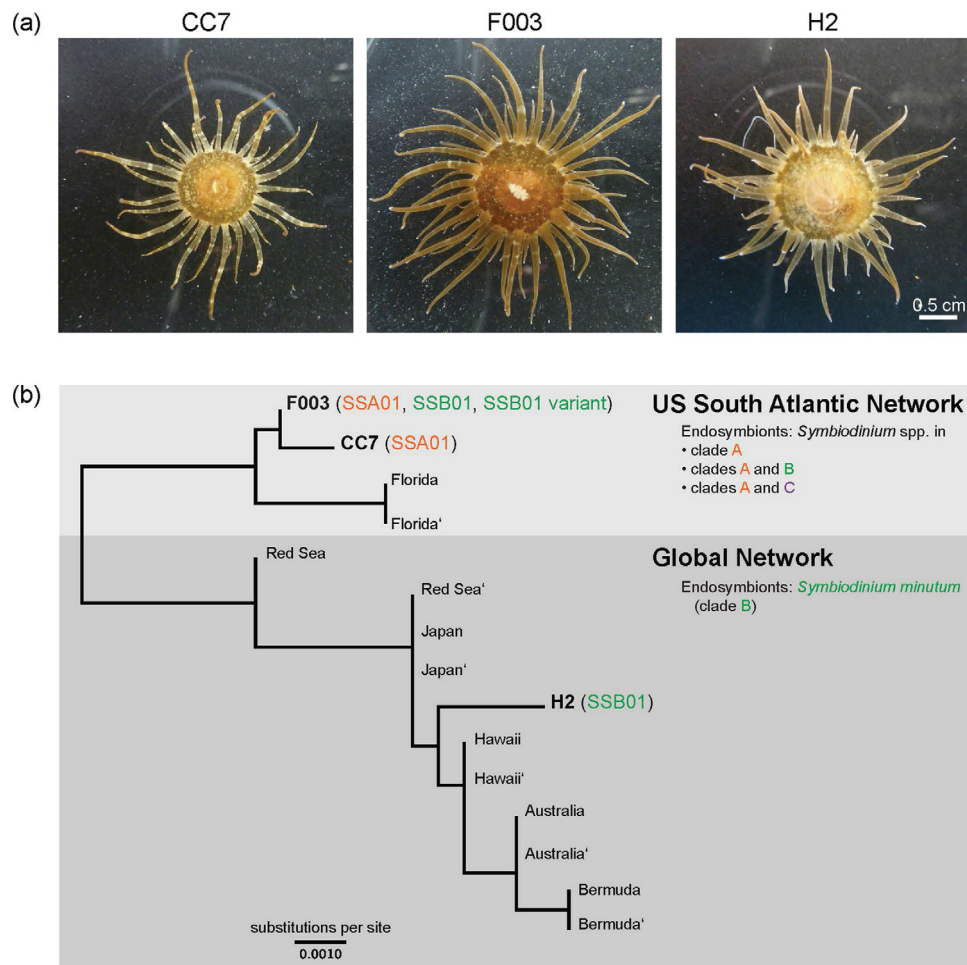 (a)
CC7
F003
H2
0.5 cm
(b)
F003 (SSA01, SSB01, SSB01 variant)
CC7 (SSA01)
Florida
Florida‘
US South Atlantic Network
Endosymbionts: Symbiodinium spp. in
• clade A
• clades A and B
• clades A and C
Red Sea
Red Sea‘
Japan
Japan‘
H2 (SSB01)
Hawaii
Hawaii‘
Australia
Australia‘
Bermuda
Bermuda‘
Global Network
Endosymbionts: Symbiodinium minutum
(clade B)
substitutions per site
0.0010